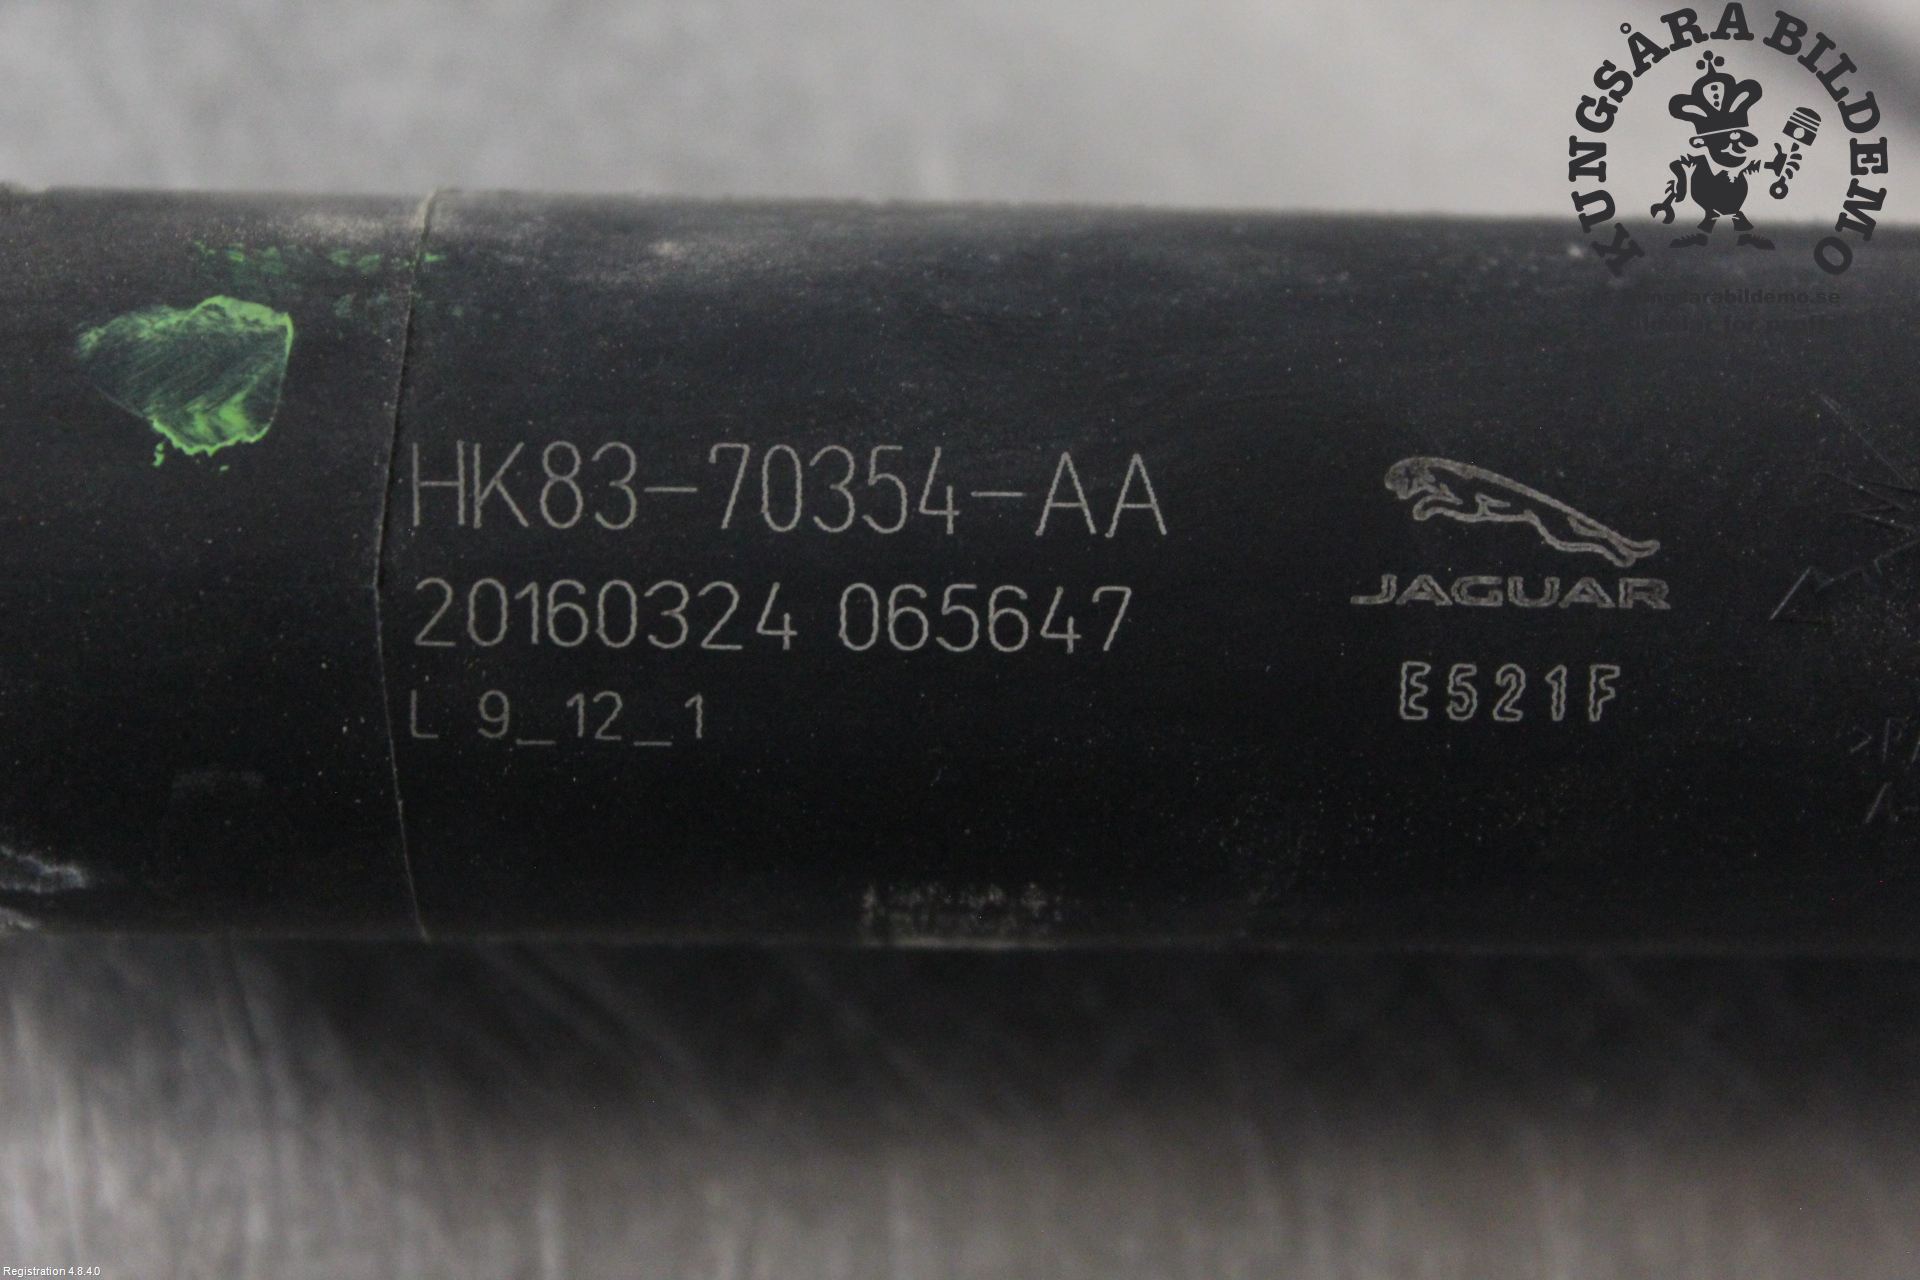 KUNGSÅRA BILDEMO
HK83-70354-AA
20160324 065647
L 9_12_1
JAGUAR
E521F
Registration 4.8.4.0